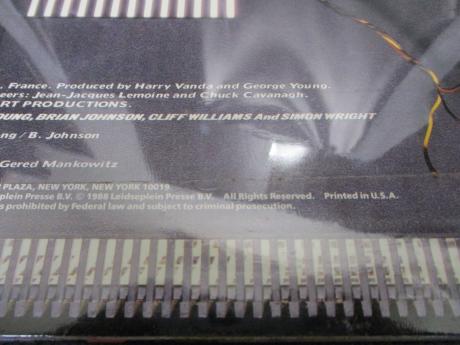 France. Produced by Harry Vanda and George Young.
eers: Jean-Jacques Lemoine and Chuck Cavanagh.
ART PRODUCTIONS.
OUNG, BRIAN JOHNSON, CLIFF WILLIAMS And SIMON WRIGHT
ng / B. Johnson
Gered Mankowitz
PLAZA, NEW YORK, NEW YORK 10019
plein Presse B.V. © 1988 Leidseplein Presse B.V. All Rights Reserved. Printed in U.S.A.
s prohibited by Federal law and subject to criminal prosecution.